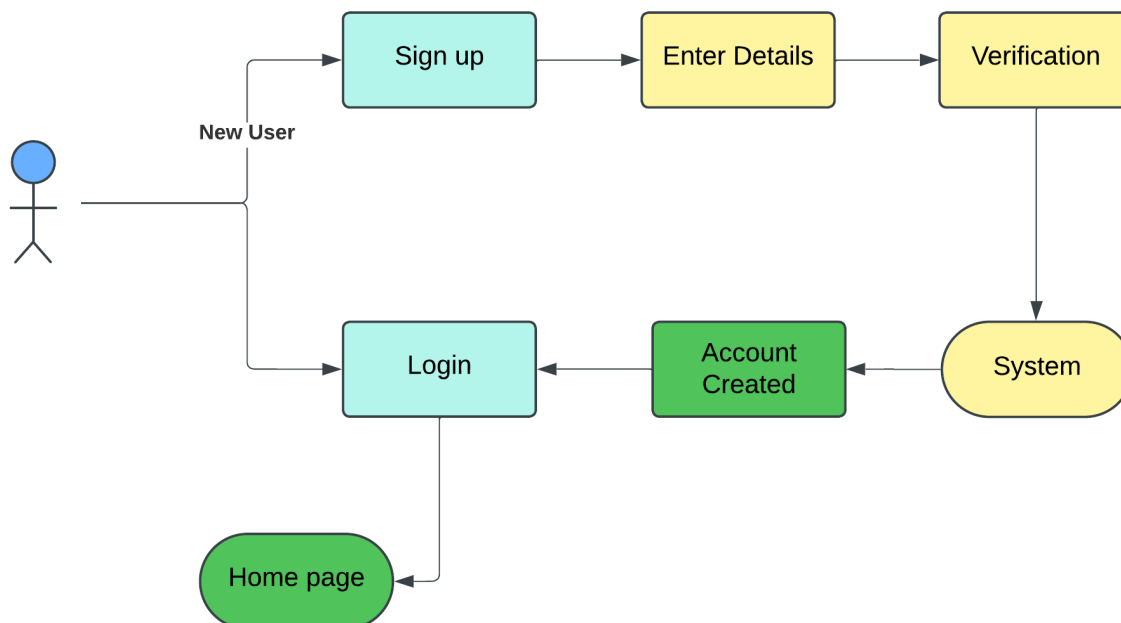 Sign up
Enter Details
Verification
New User
Login
Account
Created
System
Home page